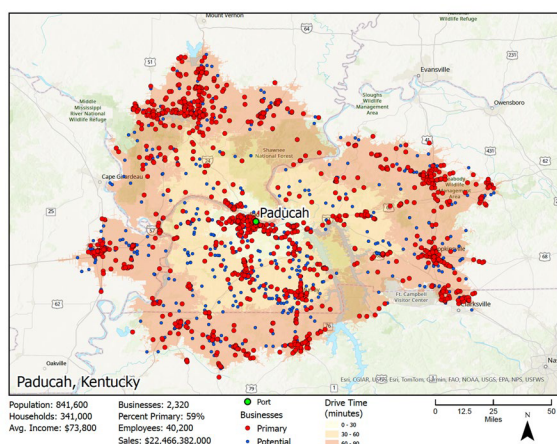 Mount Vernon
National Wildlife
Refuge
64
51
231
Evansville
Middle
Mississippi
River National
Wildlife Refuge
Sloughs
Wildlife
Management
Area
Owensboro
Shawnee
National Forest
431
Cape Girardeau
Peabody
Wildlife
Management
Area
25
Paducah
68
62
Ft. Campbell
Visitor Center
Clarksville
62
Oakville
79
Nas
Esri, CGIAR, USGS, Esri, TomTom, Garmin, FAO, NOAA, USGS, EPA, NPS, USFWS
Paducah, Kentucky
Population: 841,600
Households: 341,000
Avg. Income: $73,800
Businesses: 2,320
Percent Primary: 59%
Employees: 40,200
Sales: $22,466,382,000
Port
Businesses
Primary
Potential
Drive Time
(minutes)
0 - 30
30 - 60
60 - 90
0 12.5 25 50
Miles
N